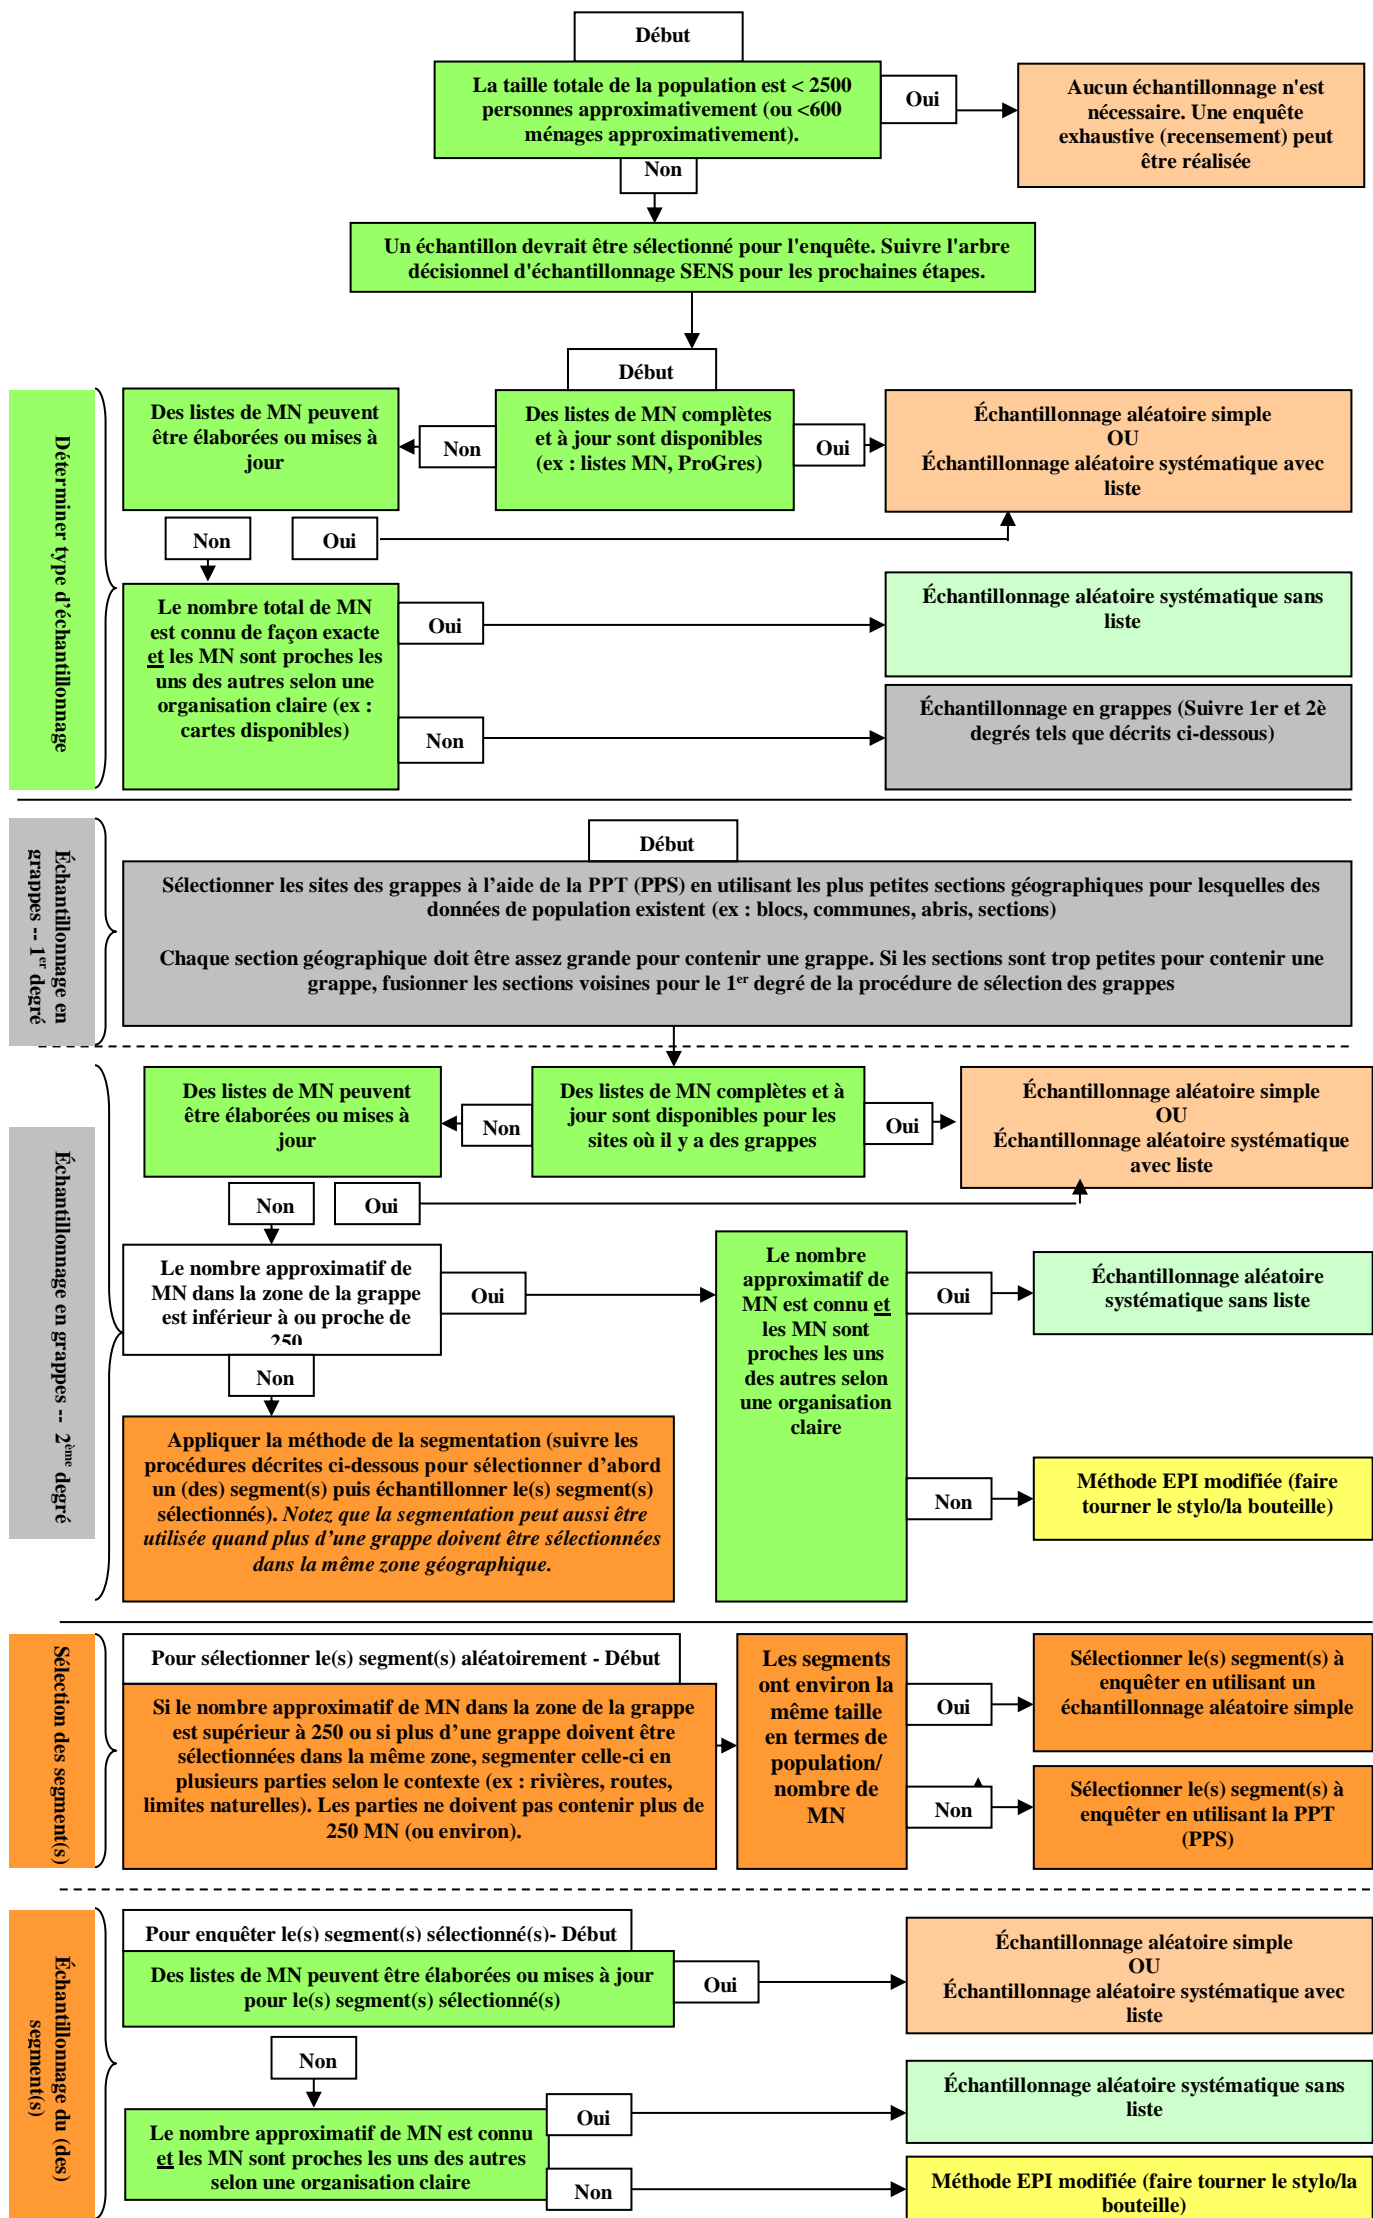 Début
La taille totale de la population est < 2500
personnes approximativement (ou <600
ménages approximativement).
Oui
Aucun échantillonnage n'est
nécessaire. Une enquête
exhaustive (recensement) peut
être réalisée
Non
Un échantillon devrait être sélectionné pour l'enquête. Suivre l'arbre
décisionnel d'échantillonnage SENS pour les prochaines étapes.
Déterminer type d'échantillonnage
Début
Des listes de MN complètes
et à jour sont disponibles
(ex : listes MN, ProGres)
Oui
Échantillonnage aléatoire simple
OU
Échantillonnage aléatoire systématique avec
liste
Non
Des listes de MN peuvent
être élaborées ou mises à
jour
Non
Oui
Le nombre total de MN
est connu de façon exacte
et les MN sont proches les
uns des autres selon une
organisation claire (ex :
cartes disponibles)
Oui
Échantillonnage aléatoire systématique sans
liste
Non
Échantillonnage en grappes (Suivre 1er et 2è
degrés tels que décrits ci-dessous)
Échantillonnage en
grappes -- 1er degré
Début
Sélectionner les sites des grappes à l’aide de la PPT (PPS) en utilisant les plus petites sections géographiques pour lesquelles des
données de population existent (ex : blocs, communes, abris, sections)
Chaque section géographique doit être assez grande pour contenir une grappe. Si les sections sont trop petites pour contenir une
grappe, fusionner les sections voisines pour le 1er degré de la procédure de sélection des grappes
Échantillonnage en grappes -- 2ème degré
Des listes de MN complètes et à
jour sont disponibles pour les
sites où il y a des grappes
Oui
Échantillonnage aléatoire simple
OU
Échantillonnage aléatoire systématique
avec liste
Non
Des listes de MN peuvent
être élaborées ou mises à
jour
Non
Oui
Le nombre approximatif de
MN dans la zone de la grappe
est inférieur à ou proche de
250
Oui
Le nombre
approximatif de
MN est connu et
les MN sont
proches les uns
des autres selon
une organisation
claire
Oui
Échantillonnage aléatoire
systématique sans liste
Non
Méthode EPI modifiée (faire
tourner le stylo/la bouteille)
Non
Appliquer la méthode de la segmentation (suivre les
procédures décrites ci-dessous pour sélectionner d’abord
un (des) segment(s) puis échantillonner le(s) segment(s)
sélectionnés). Notez que la segmentation peut aussi être
utilisée quand plus d’une grappe doivent être sélectionnées
dans la même zone géographique.
Sélection des segment(s)
Pour sélectionner le(s) segment(s) aléatoirement - Début
Si le nombre approximatif de MN dans la zone de la grappe
est supérieur à 250 ou si plus d’une grappe doivent être
sélectionnées dans la même zone, segmenter celle-ci en
plusieurs parties selon le contexte (ex : rivières, routes,
limites naturelles). Les parties ne doivent pas contenir plus de
250 MN (ou environ).
Les segments
ont environ la
même taille
en termes de
population/
nombre de
MN
Oui
Sélectionner le(s) segment(s) à
enquêter en utilisant un
échantillonnage aléatoire simple
Non
Sélectionner le(s) segment(s) à
enquêter en utilisant la PPT
(PPS)
Échantillonnage du (des)
segment(s)
Pour enquêter le(s) segment(s) sélectionné(s)- Début
Des listes de MN peuvent être élaborées ou mises à jour
pour le(s) segment(s) sélectionné(s)
Oui
Échantillonnage aléatoire simple
OU
Échantillonnage aléatoire systématique avec
liste
Non
Le nombre approximatif de MN est connu
et les MN sont proches les uns des autres
selon une organisation claire
Oui
Échantillonnage aléatoire systématique sans
liste
Non
Méthode EPI modifiée (faire tourner le stylo/la
bouteille)